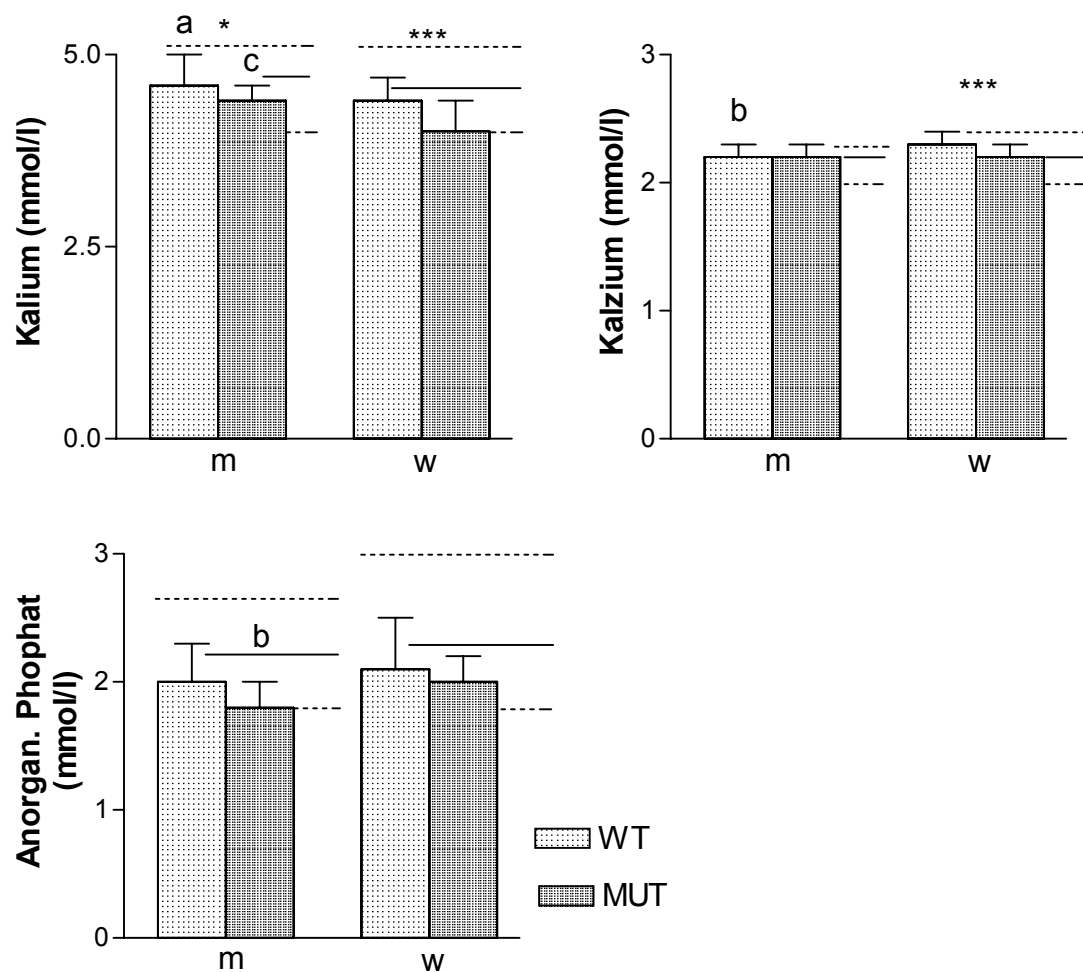 Kalium (mmol/l)
5.0
2.5
0.0
a
*
c
***
m
w
Kalzium (mmol/l)
3
2
1
0
b
***
m
w
Anorgan. Phophat
(mmol/l)
3
2
1
0
b
m
w
WT
MUT